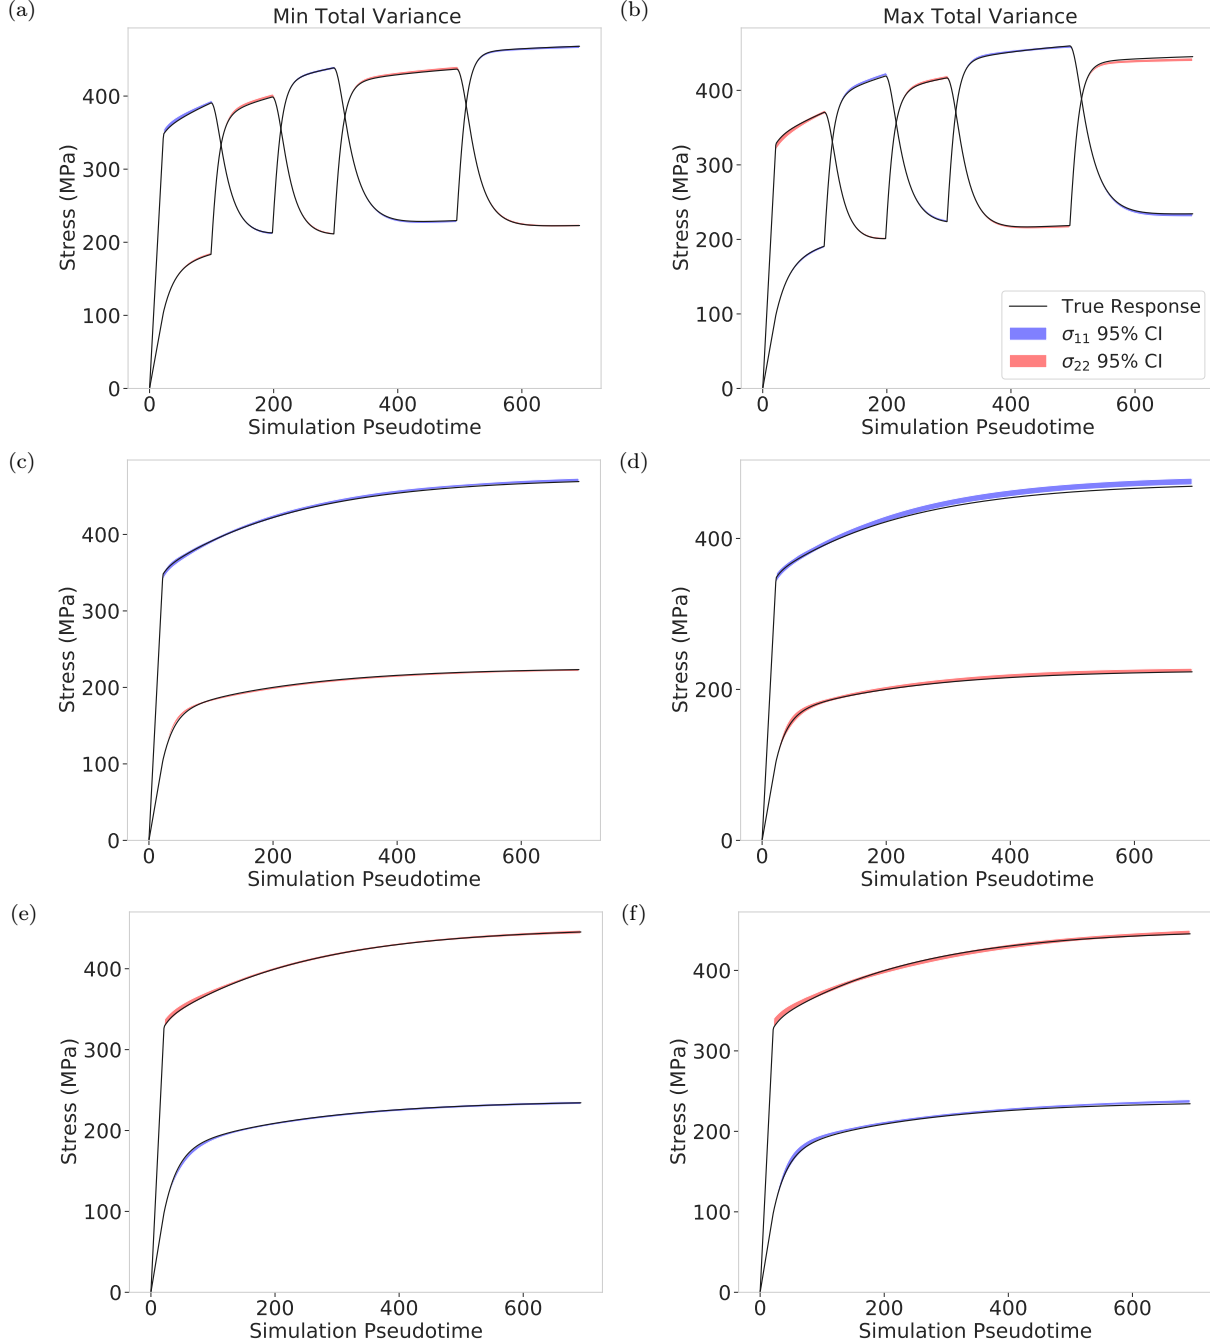 (a)
Min Total Variance
Stress (MPa)
400
300
200
100
0
0 200 400 600
Simulation Pseudotime
(b)
Max Total Variance
Stress (MPa)
400
300
200
100
0
0 200 400 600
Simulation Pseudotime
True Response
σ11 95% CI
σ22 95% CI
(c)
Stress (MPa)
400
300
200
100
0
0 200 400 600
Simulation Pseudotime
(d)
Stress (MPa)
400
200
0
0 200 400 600
Simulation Pseudotime
(e)
Stress (MPa)
400
300
200
100
0
0 200 400 600
Simulation Pseudotime
(f)
Stress (MPa)
400
300
200
100
0
0 200 400 600
Simulation Pseudotime